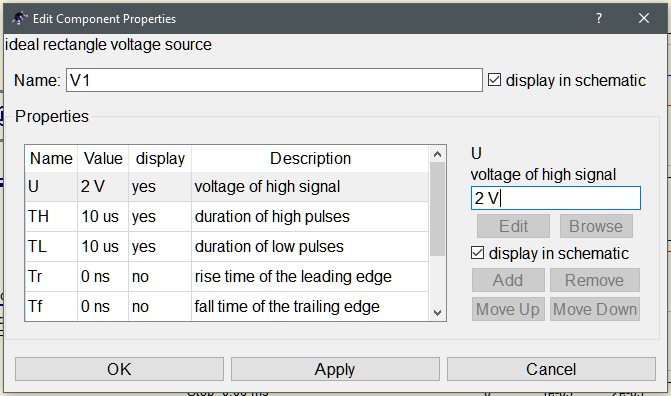 Edit Component Properties
ideal rectangle voltage source
Name: V1 display in schematic
Properties
Name Value display Description
U 2 V yes voltage of high signal
TH 10 us yes duration of high pulses
TL 10 us yes duration of low pulses
Tr 0 ns no rise time of the leading edge
Tf 0 ns no fall time of the trailing edge
U
voltage of high signal
2 V
Edit Browse
display in schematic
Add Remove
Move Up Move Down
OK Apply Cancel